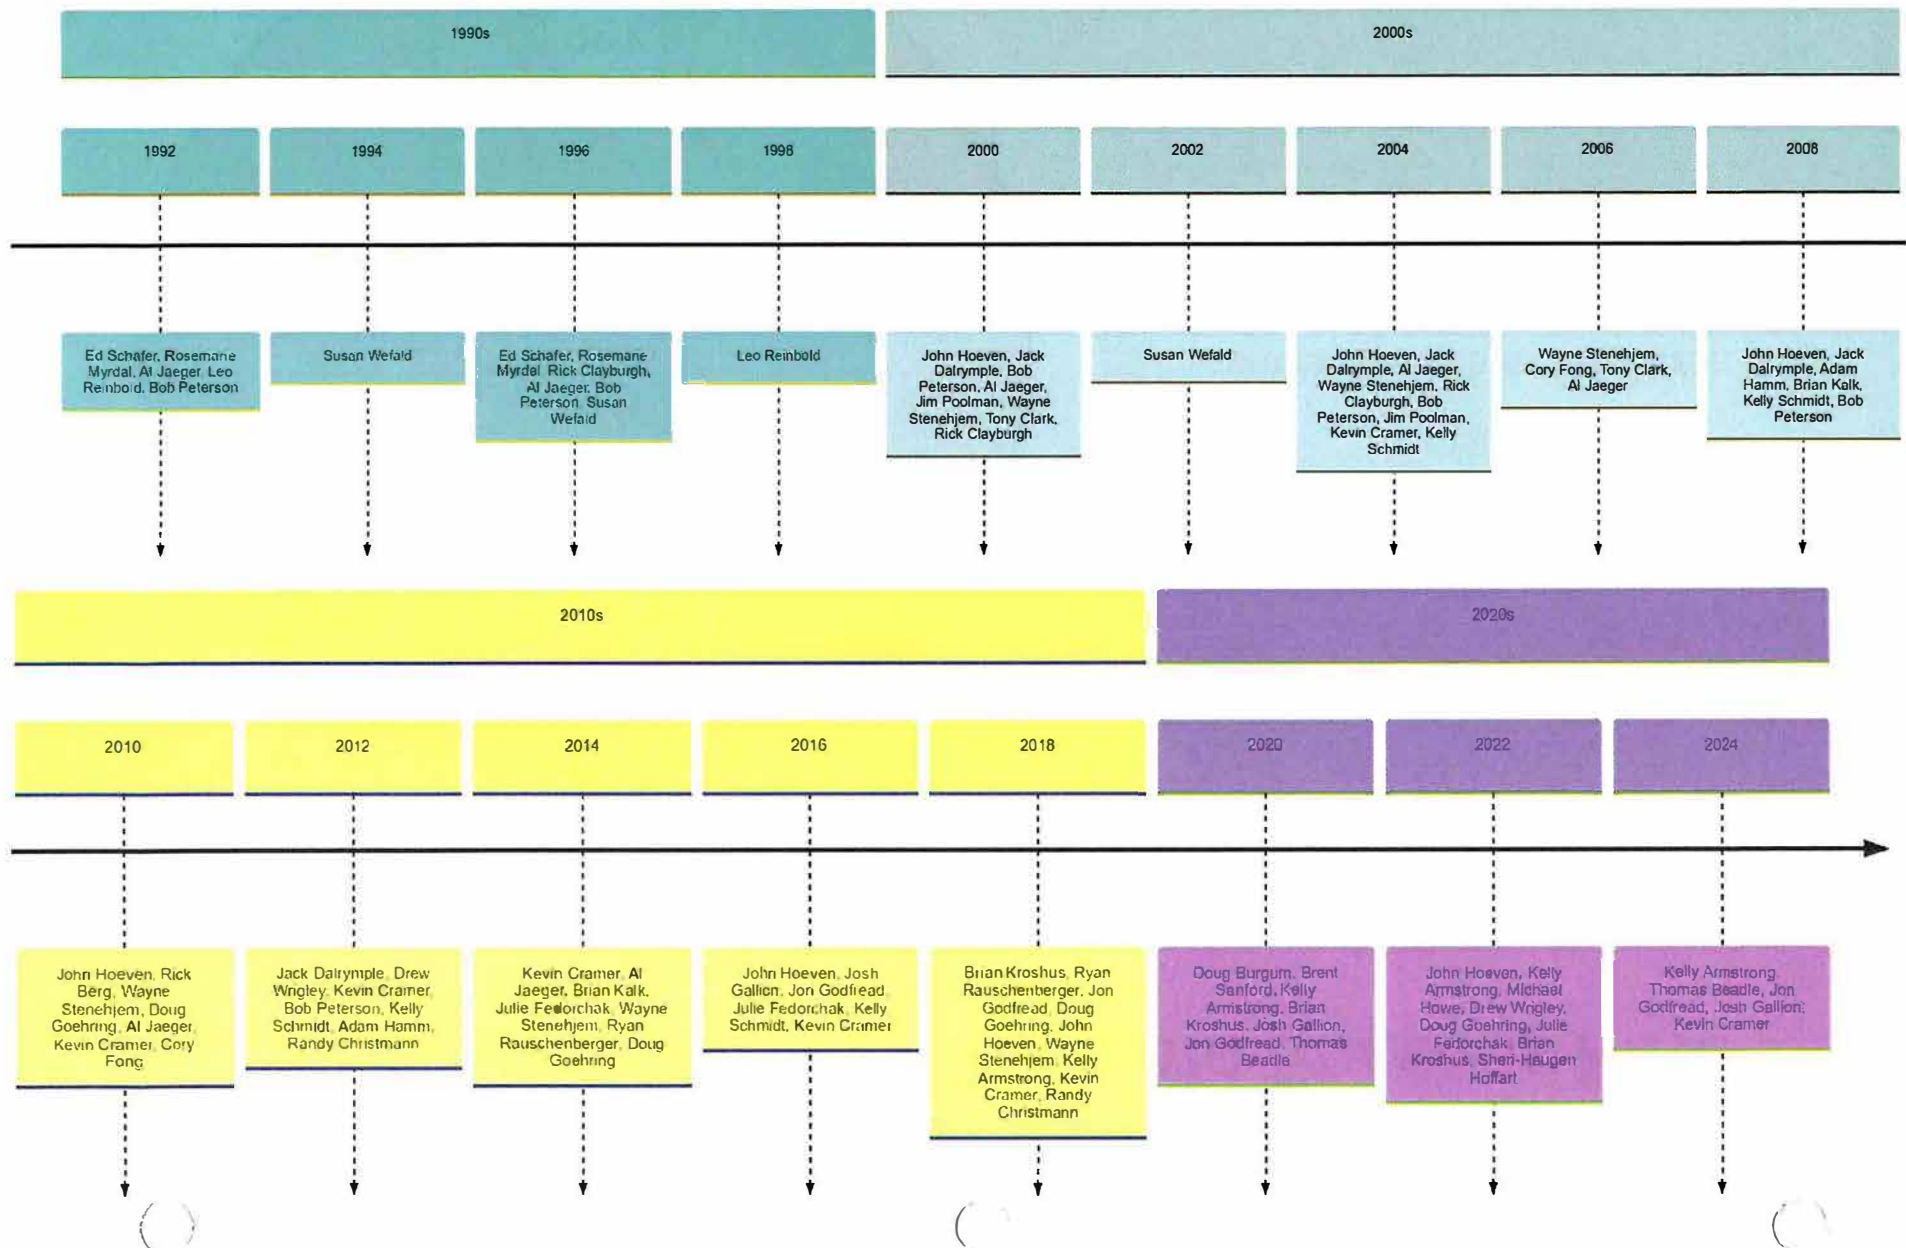 1990s
2000s
1992
1994
1996
1998
2000
2002
2004
2006
2008
Ed Schafer, Rosemarie
Myrdal, Al Jaeger, Leo
Reinbold, Bob Peterson
Susan Wefald
Ed Schafer, Rosemarie
Myrdal, Rick Clayburgh,
Al Jaeger, Bob
Peterson, Susan
Wefald
Leo Reinbold
John Hoeven, Jack
Dalrymple, Bob
Peterson, Al Jaeger,
Jim Poolman, Wayne
Stenehjem, Tony Clark,
Rick Clayburgh
Susan Wefald
John Hoeven, Jack
Dalrymple, Al Jaeger,
Wayne Stenehjem, Rick
Clayburgh, Bob
Peterson, Jim Poolman,
Kevin Cramer, Kelly
Schmidt
Wayne Stenehjem,
Cory Fong, Tony Clark,
Al Jaeger
John Hoeven, Jack
Dalrymple, Adam
Hamm, Brian Kalk,
Kelly Schmidt, Bob
Peterson
2010s
2020s
2010
2012
2014
2016
2018
2020
2022
2024
John Hoeven, Rick
Berg, Wayne
Stenehjem, Doug
Goehring, Al Jaeger,
Kevin Cramer, Cory
Fong
Jack Dalrymple, Drew
Wrigley, Kevin Cramer,
Bob Peterson, Kelly
Schmidt, Adam Hamm,
Randy Christmann
Kevin Cramer, Al
Jaeger, Brian Kalk,
Julie Fedorchak, Wayne
Stenehjem, Ryan
Rauschenberger, Doug
Goehring
John Hoeven, Josh
Gallion, Jon Godfread,
Julie Fedorchak, Kelly
Schmidt, Kevin Cramer
Brian Kroshus, Ryan
Rauschenberger, Jon
Godfread, Doug
Goehring, John
Hoeven, Wayne
Stenehjem, Kelly
Armstrong, Kevin
Cramer, Randy
Christmann
Doug Burgum, Brent
Sanford, Kelly
Armstrong, Brian
Kroshus, Josh Gallion,
Jon Godfread, Thomas
Beadle
John Hoeven, Kelly
Armstrong, Michael
Howe, Drew Wrigley,
Doug Goehring, Julie
Fedorchak, Brian
Kroshus, Sheri-Haugen
Hoffart
Kelly Armstrong,
Thomas Beadle, Jon
Godfread, Josh Gallion,
Kevin Cramer